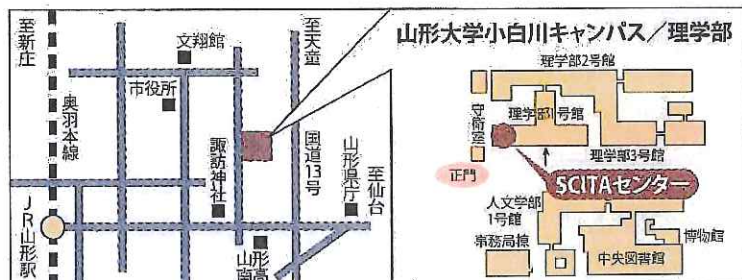 至新庄
奥羽本線
JR山形駅
文翔館
市役所
諏訪神社
至天童
国道13号
山形県庁
至仙台
山形
南高
山形大学小白川キャンパス/理学部
理学部2号館
守衛室
理学部1号館
理学部3号館
正門
SCITAセンター
人文学部
1号館
事務局棟
博物館
中央図書館